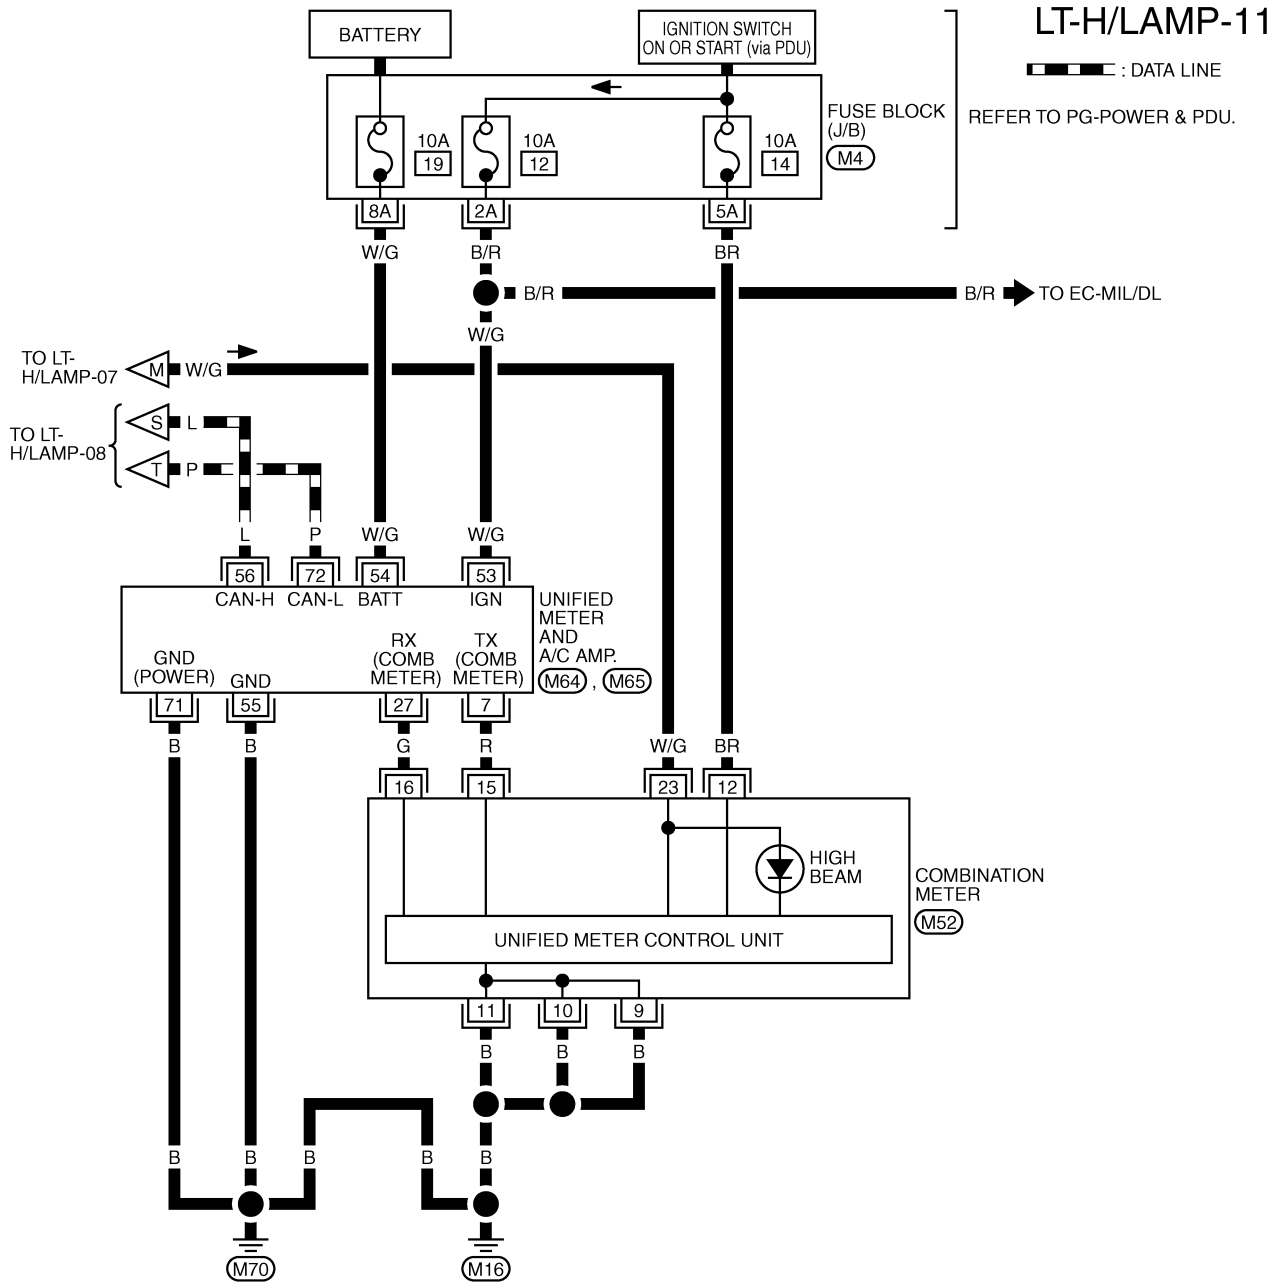 LT-H/LAMP-11
BATTERY
IGNITION SWITCH
ON OR START (via PDU)
: DATA LINE
FUSE BLOCK
(J/B)
M4
REFER TO PG-POWER & PDU.
10A
19
10A
12
10A
14
8A
2A
5A
W/G
B/R
BR
B/R
B/R
TO EC-MIL/DL
W/G
TO LT-
H/LAMP-07
M
W/G
TO LT-
H/LAMP-08
S
L
T
P
L
P
W/G
W/G
56
72
54
53
CAN-H
CAN-L
BATT
IGN
UNIFIED
METER
AND
A/C AMP.
M64 , M65
GND
(POWER)
GND
RX
(COMB
METER)
TX
(COMB
METER)
71
55
27
7
B
B
G
R
W/G
BR
16
15
23
12
HIGH
BEAM
COMBINATION
METER
M52
UNIFIED METER CONTROL UNIT
11
10
9
B
B
B
B
B
B
B
B
M70
M16